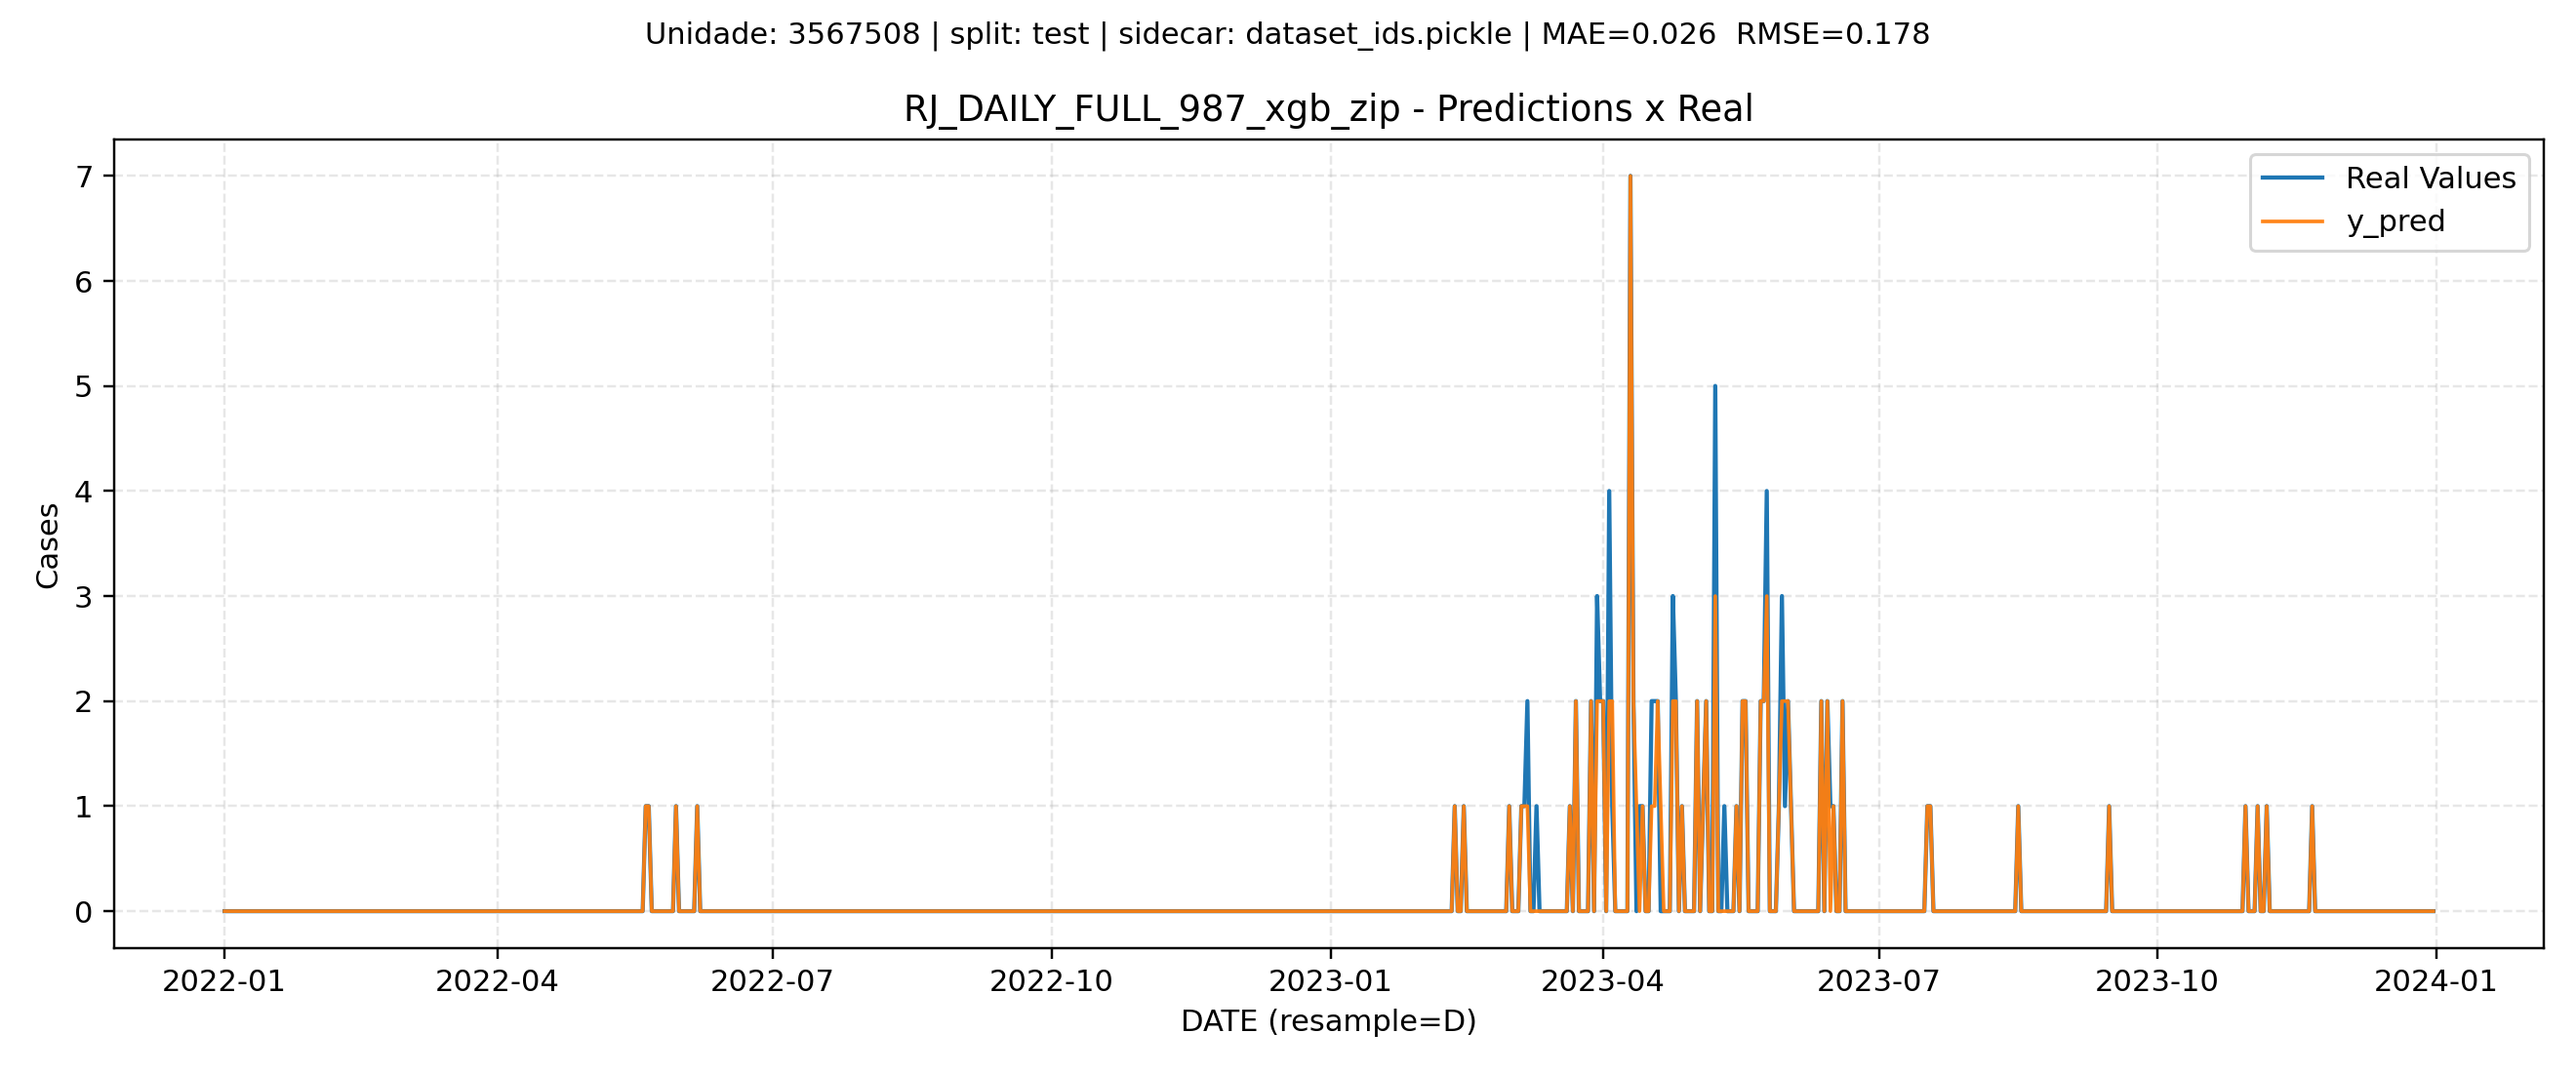 Unidade: 3567508 | split: test | sidecar: dataset_ids.pickle | MAE=0.026  RMSE=0.178
RJ_DAILY_FULL_987_xgb_zip - Predictions x Real
Real Values
y_pred
7
6
5
4
3
2
1
0
Cases
2022-01 2022-04 2022-07 2022-10 2023-01 2023-04 2023-07 2023-10 2024-01
DATE (resample=D)